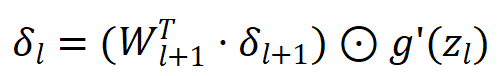 δ_l = (W_{l+1}^T · δ_{l+1}) ⊙ g'(z_l)